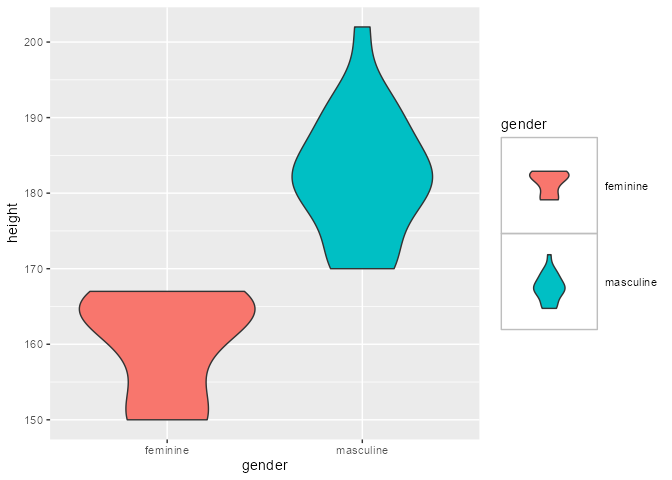 200
190
180
170
160
150
height
feminine masculine
gender
gender
feminine
masculine